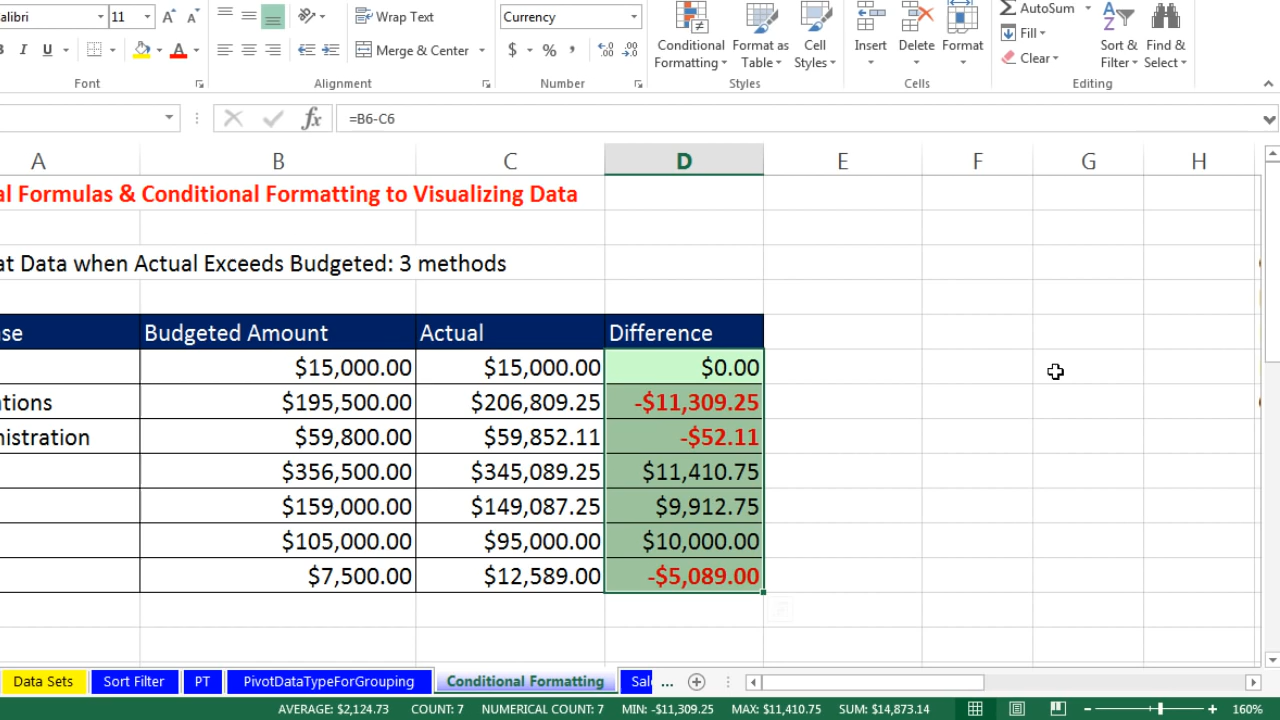 alibri 11 A A Wrap Text Currency AutoSum
B I U A Merge & Center $ % , .00 .00 Conditional Formatting Format as Table Cell Styles Insert Delete Format Fill Clear Sort & Filter Find & Select
Font Alignment Number Styles Cells Editing
fx =B6-C6
A B C D E F G H
al Formulas & Conditional Formatting to Visualizing Data
at Data when Actual Exceeds Budgeted: 3 methods
se Budgeted Amount Actual Difference
$15,000.00 $15,000.00 $0.00
tions $195,500.00 $206,809.25 -$11,309.25
nistration $59,800.00 $59,852.11 -$52.11
$356,500.00 $345,089.25 $11,410.75
$159,000.00 $149,087.25 $9,912.75
$105,000.00 $95,000.00 $10,000.00
$7,500.00 $12,589.00 -$5,089.00
Data Sets Sort Filter PT PivotDataTypeForGrouping Conditional Formatting Sal ...
AVERAGE: $2,124.73 COUNT: 7 NUMERICAL COUNT: 7 MIN: -$11,309.25 MAX: $11,410.75 SUM: $14,873.14 160%